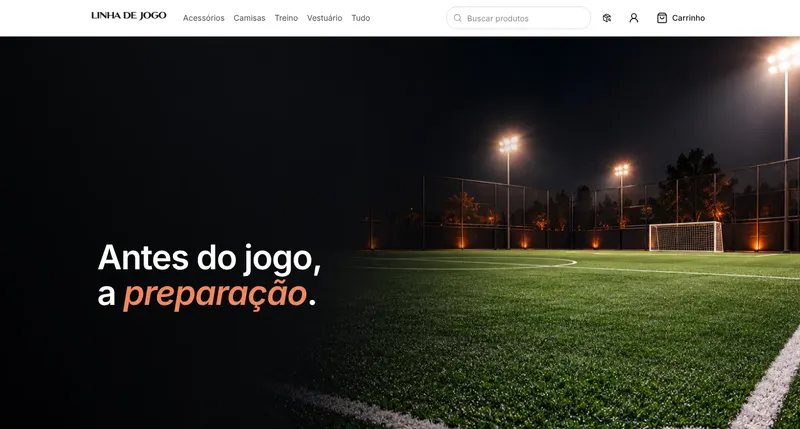 LINHA DE JOGO
Acessórios
Camisas
Treino
Vestuário
Tudo
Buscar produtos
Carrinho
Antes do jogo,
a preparação.